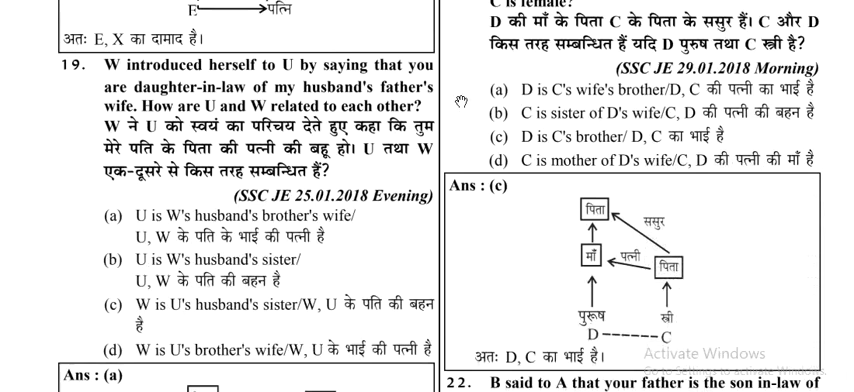 E
पत्नि
अतः E, X का दामाद है।
19. W introduced herself to U by saying that you
are daughter-in-law of my husband's father's
wife. How are U and W related to each other?
W ने U को स्वयं का परिचय देते हुए कहा कि तुम
मेरे पति के पिता की पत्नी की बहू हो। U तथा W
एक-दूसरे से किस तरह सम्बन्धित हैं?
(SSC JE 25.01.2018 Evening)
(a) U is W's husband's brother's wife/
U, W के पति के भाई की पत्नी है
(b) U is W's husband's sister/
U, W के पति की बहन है
(c) W is U's husband's sister/W, U के पति की बहन
है
(d) W is U's brother's wife/W, U के भाई की पत्नी है
Ans : (a)
C is female?
D की माँ के पिता C के पिता के ससुर हैं। C और D
किस तरह सम्बन्धित हैं यदि D पुरुष तथा C स्त्री है?
(SSC JE 29.01.2018 Morning)
(a) D is C's wife's brother/D, C की पत्नी का भाई है
(b) C is sister of D's wife/C, D की पत्नी की बहन है
(c) D is C's brother/ D, C का भाई है
(d) C is mother of D's wife/C, D की पत्नी की माँ है
Ans : (c)
पिता
ससुर
माँ
पत्नी
पिता
पुरूष
स्त्री
D
C
अतः D, C का भाई है।
Activate Windows
22. B said to A that your father is the son in-law of